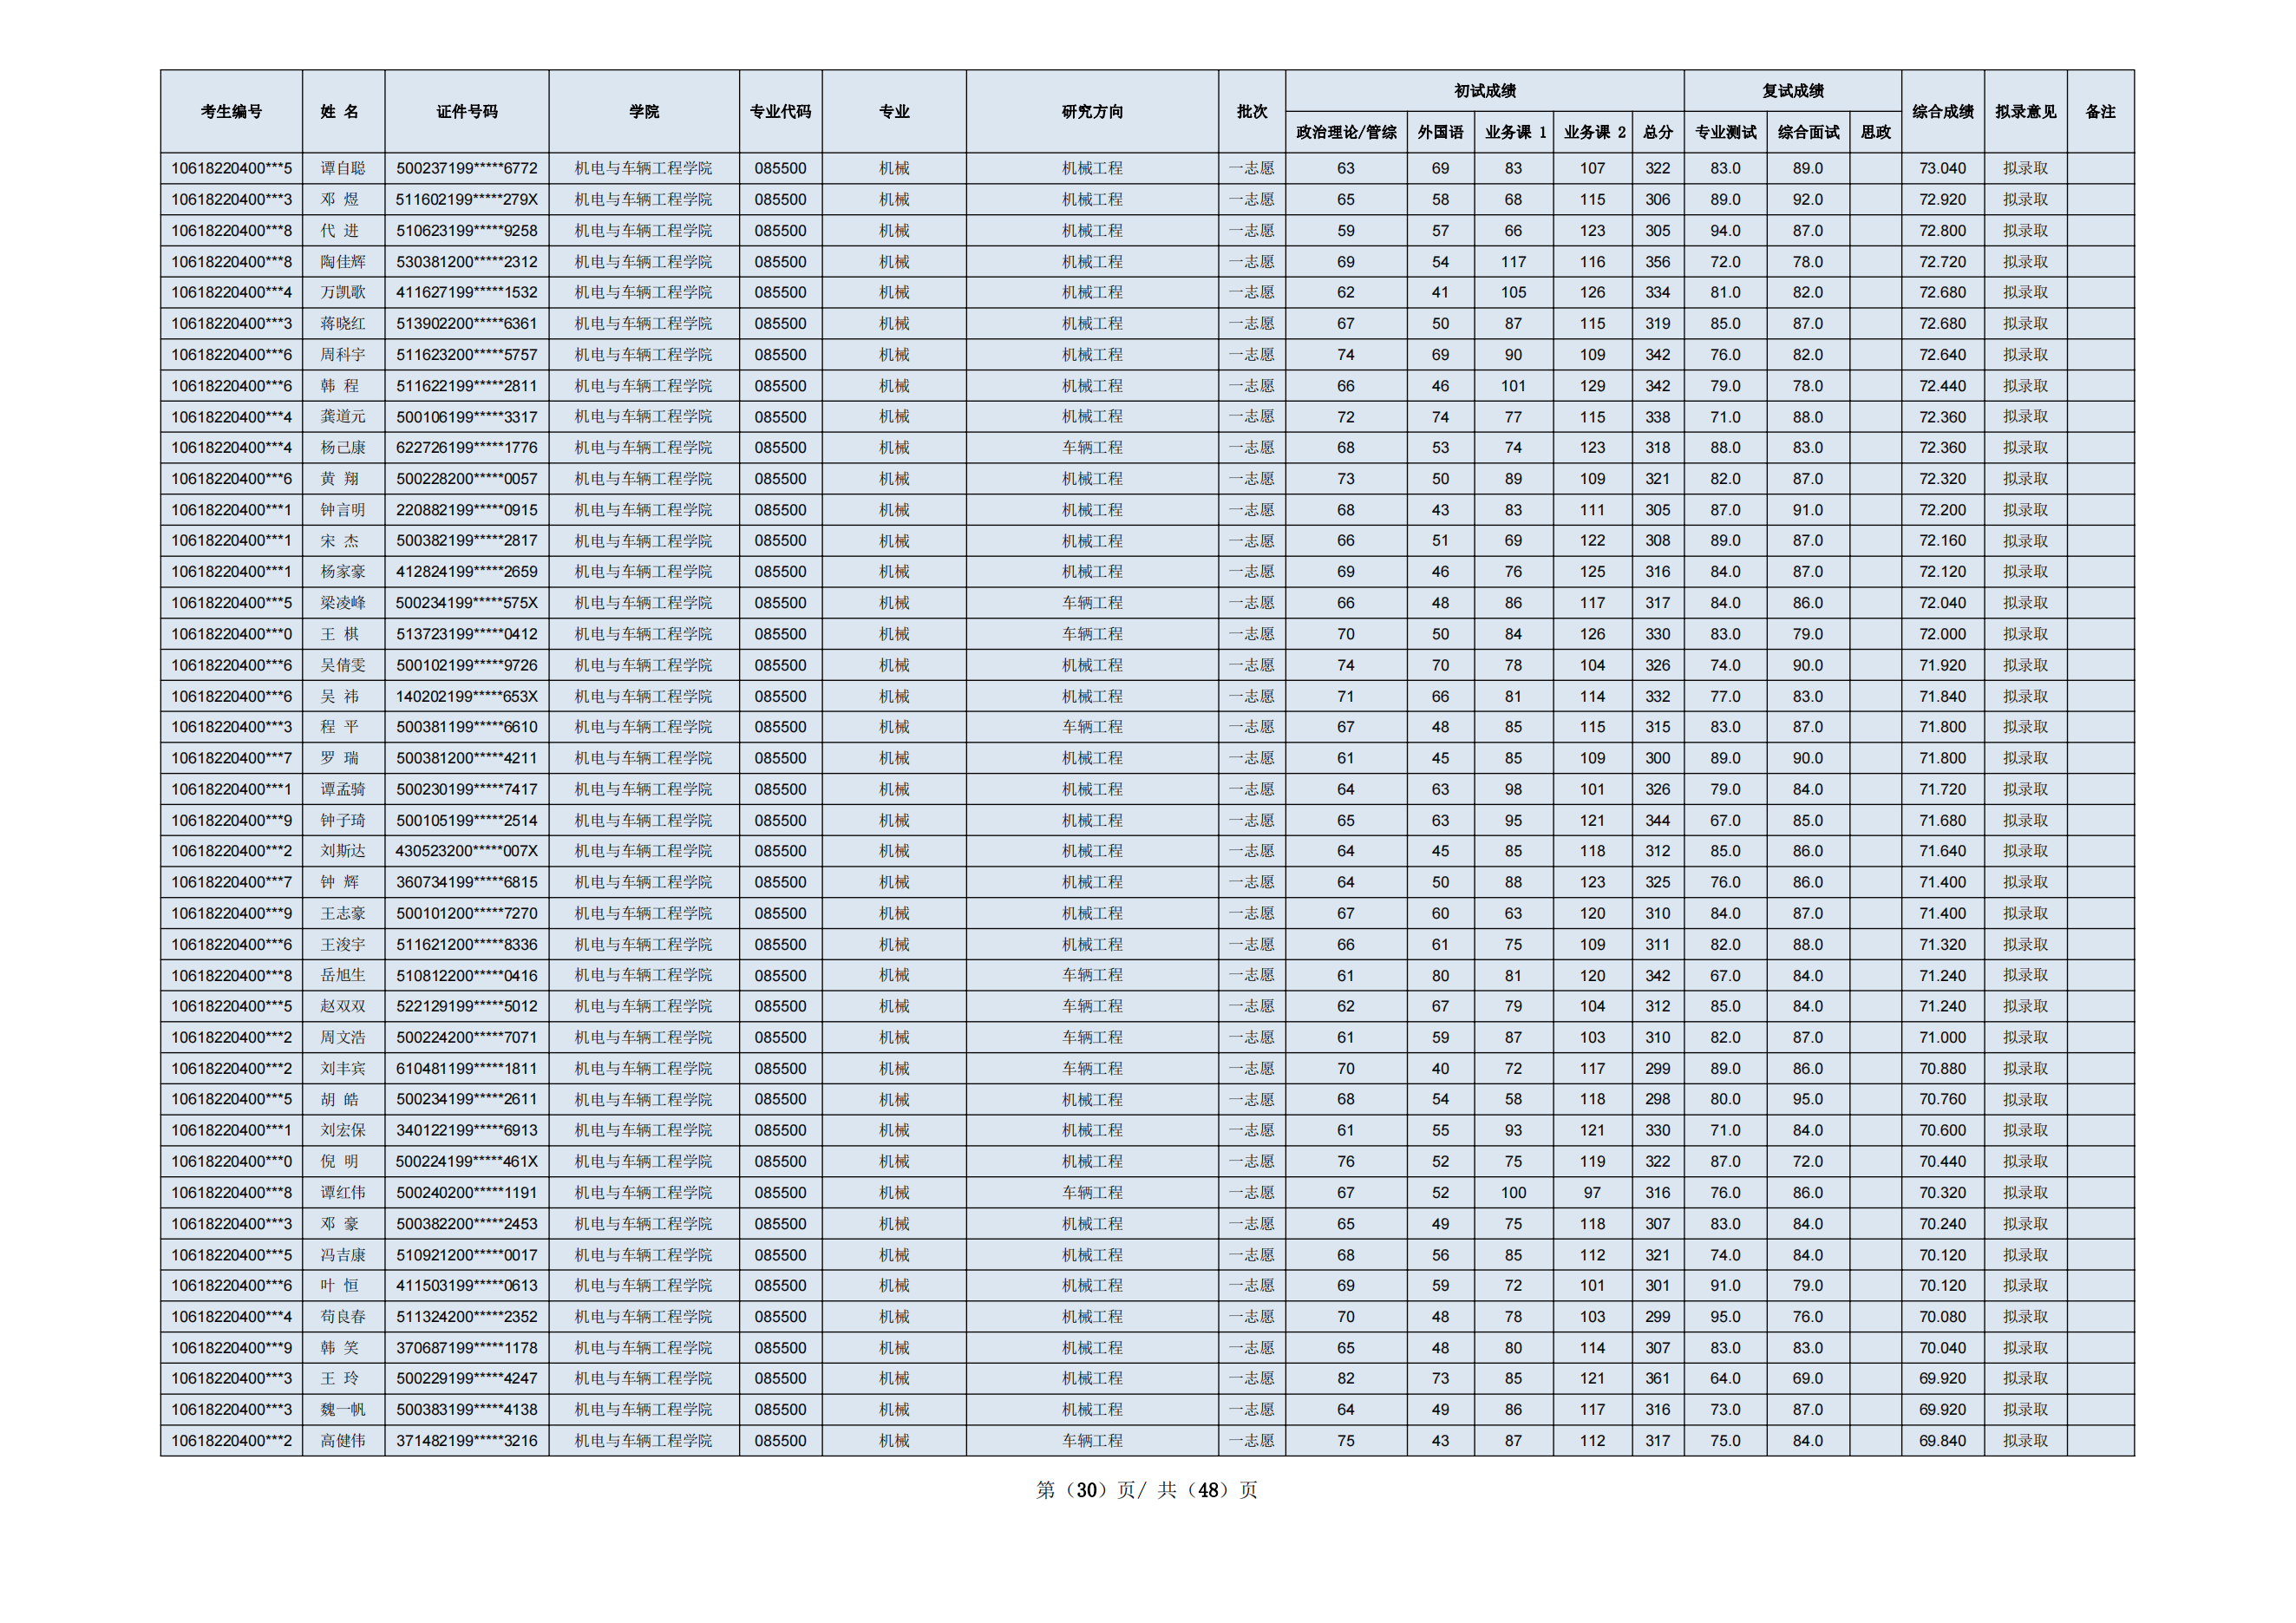 考生编号 姓 名 证件号码 学院 专业代码 专业 研究方向 批次 初试成绩 复试成绩 综合成绩 拟录意见 备注
政治理论/管综 外国语 业务课 1 业务课 2 总分 专业测试 综合面试 思政
10618220400***5 谭自聪 500237199*****6772 机电与车辆工程学院 085500 机械 机械工程 一志愿 63 69 83 107 322 83.0 89.0 73.040 拟录取
10618220400***3 邓 煜 511602199*****279X 机电与车辆工程学院 085500 机械 机械工程 一志愿 65 58 68 115 306 89.0 92.0 72.920 拟录取
10618220400***8 代 进 510623199*****9258 机电与车辆工程学院 085500 机械 机械工程 一志愿 59 57 66 123 305 94.0 87.0 72.800 拟录取
10618220400***8 陶佳辉 530381200*****2312 机电与车辆工程学院 085500 机械 机械工程 一志愿 69 54 117 116 356 72.0 78.0 72.720 拟录取
10618220400***4 万凯歌 411627199*****1532 机电与车辆工程学院 085500 机械 机械工程 一志愿 62 41 105 126 334 81.0 82.0 72.680 拟录取
10618220400***3 蒋晓红 513902200*****6361 机电与车辆工程学院 085500 机械 机械工程 一志愿 67 50 87 115 319 85.0 87.0 72.680 拟录取
10618220400***6 周科宇 511623200*****5757 机电与车辆工程学院 085500 机械 机械工程 一志愿 74 69 90 109 342 76.0 82.0 72.640 拟录取
10618220400***6 韩 程 511622199*****2811 机电与车辆工程学院 085500 机械 机械工程 一志愿 66 46 101 129 342 79.0 78.0 72.440 拟录取
10618220400***4 龚道元 500106199*****3317 机电与车辆工程学院 085500 机械 机械工程 一志愿 72 74 77 115 338 71.0 88.0 72.360 拟录取
10618220400***4 杨己康 622726199*****1776 机电与车辆工程学院 085500 机械 车辆工程 一志愿 68 53 74 123 318 88.0 83.0 72.360 拟录取
10618220400***6 黄 翔 500228200*****0057 机电与车辆工程学院 085500 机械 机械工程 一志愿 73 50 89 109 321 82.0 87.0 72.320 拟录取
10618220400***1 钟言明 220882199*****0915 机电与车辆工程学院 085500 机械 机械工程 一志愿 68 43 83 111 305 87.0 91.0 72.200 拟录取
10618220400***1 宋 杰 500382199*****2817 机电与车辆工程学院 085500 机械 机械工程 一志愿 66 51 69 122 308 89.0 87.0 72.160 拟录取
10618220400***1 杨家豪 412824199*****2659 机电与车辆工程学院 085500 机械 机械工程 一志愿 69 46 76 125 316 84.0 87.0 72.120 拟录取
10618220400***5 梁凌峰 500234199*****575X 机电与车辆工程学院 085500 机械 车辆工程 一志愿 66 48 86 117 317 84.0 86.0 72.040 拟录取
10618220400***0 王 棋 513723199*****0412 机电与车辆工程学院 085500 机械 车辆工程 一志愿 70 50 84 126 330 83.0 79.0 72.000 拟录取
10618220400***6 吴倩雯 500102199*****9726 机电与车辆工程学院 085500 机械 机械工程 一志愿 74 70 78 104 326 74.0 90.0 71.920 拟录取
10618220400***6 吴 祎 140202199*****653X 机电与车辆工程学院 085500 机械 机械工程 一志愿 71 66 81 114 332 77.0 83.0 71.840 拟录取
10618220400***3 程 平 500381199*****6610 机电与车辆工程学院 085500 机械 车辆工程 一志愿 67 48 85 115 315 83.0 87.0 71.800 拟录取
10618220400***7 罗 瑞 500381200*****4211 机电与车辆工程学院 085500 机械 机械工程 一志愿 61 45 85 109 300 89.0 90.0 71.800 拟录取
10618220400***1 谭孟骑 500230199*****7417 机电与车辆工程学院 085500 机械 机械工程 一志愿 64 63 98 101 326 79.0 84.0 71.720 拟录取
10618220400***9 钟子琦 500105199*****2514 机电与车辆工程学院 085500 机械 机械工程 一志愿 65 63 95 121 344 67.0 85.0 71.680 拟录取
10618220400***2 刘斯达 430523200*****007X 机电与车辆工程学院 085500 机械 机械工程 一志愿 64 45 85 118 312 85.0 86.0 71.640 拟录取
10618220400***7 钟 辉 360734199*****6815 机电与车辆工程学院 085500 机械 机械工程 一志愿 64 50 88 123 325 76.0 86.0 71.400 拟录取
10618220400***9 王志豪 500101200*****7270 机电与车辆工程学院 085500 机械 机械工程 一志愿 67 60 63 120 310 84.0 87.0 71.400 拟录取
10618220400***6 王浚宇 511621200*****8336 机电与车辆工程学院 085500 机械 机械工程 一志愿 66 61 75 109 311 82.0 88.0 71.320 拟录取
10618220400***8 岳旭生 510812200*****0416 机电与车辆工程学院 085500 机械 车辆工程 一志愿 61 80 81 120 342 67.0 84.0 71.240 拟录取
10618220400***5 赵双双 522129199*****5012 机电与车辆工程学院 085500 机械 车辆工程 一志愿 62 67 79 104 312 85.0 84.0 71.240 拟录取
10618220400***2 周文浩 500224200*****7071 机电与车辆工程学院 085500 机械 车辆工程 一志愿 61 59 87 103 310 82.0 87.0 71.000 拟录取
10618220400***2 刘丰宾 610481199*****1811 机电与车辆工程学院 085500 机械 车辆工程 一志愿 70 40 72 117 299 89.0 86.0 70.880 拟录取
10618220400***5 胡 皓 500234199*****2611 机电与车辆工程学院 085500 机械 机械工程 一志愿 68 54 58 118 298 80.0 95.0 70.760 拟录取
10618220400***1 刘宏保 340122199*****6913 机电与车辆工程学院 085500 机械 机械工程 一志愿 61 55 93 121 330 71.0 84.0 70.600 拟录取
10618220400***0 倪 明 500224199*****461X 机电与车辆工程学院 085500 机械 机械工程 一志愿 76 52 75 119 322 87.0 72.0 70.440 拟录取
10618220400***8 谭红伟 500240200*****1191 机电与车辆工程学院 085500 机械 车辆工程 一志愿 67 52 100 97 316 76.0 86.0 70.320 拟录取
10618220400***3 邓 豪 500382200*****2453 机电与车辆工程学院 085500 机械 机械工程 一志愿 65 49 75 118 307 83.0 84.0 70.240 拟录取
10618220400***5 冯吉康 510921200*****0017 机电与车辆工程学院 085500 机械 机械工程 一志愿 68 56 85 112 321 74.0 84.0 70.120 拟录取
10618220400***6 叶 恒 411503199*****0613 机电与车辆工程学院 085500 机械 机械工程 一志愿 69 59 72 101 301 91.0 79.0 70.120 拟录取
10618220400***4 苟良春 511324200*****2352 机电与车辆工程学院 085500 机械 机械工程 一志愿 70 48 78 103 299 95.0 76.0 70.080 拟录取
10618220400***9 韩 笑 370687199*****1178 机电与车辆工程学院 085500 机械 机械工程 一志愿 65 48 80 114 307 83.0 83.0 70.040 拟录取
10618220400***3 王 玲 500229199*****4247 机电与车辆工程学院 085500 机械 机械工程 一志愿 82 73 85 121 361 64.0 69.0 69.920 拟录取
10618220400***3 魏一帆 500383199*****4138 机电与车辆工程学院 085500 机械 机械工程 一志愿 64 49 86 117 316 73.0 87.0 69.920 拟录取
10618220400***2 高健伟 371482199*****3216 机电与车辆工程学院 085500 机械 车辆工程 一志愿 75 43 87 112 317 75.0 84.0 69.840 拟录取
第（30）页/ 共（48）页